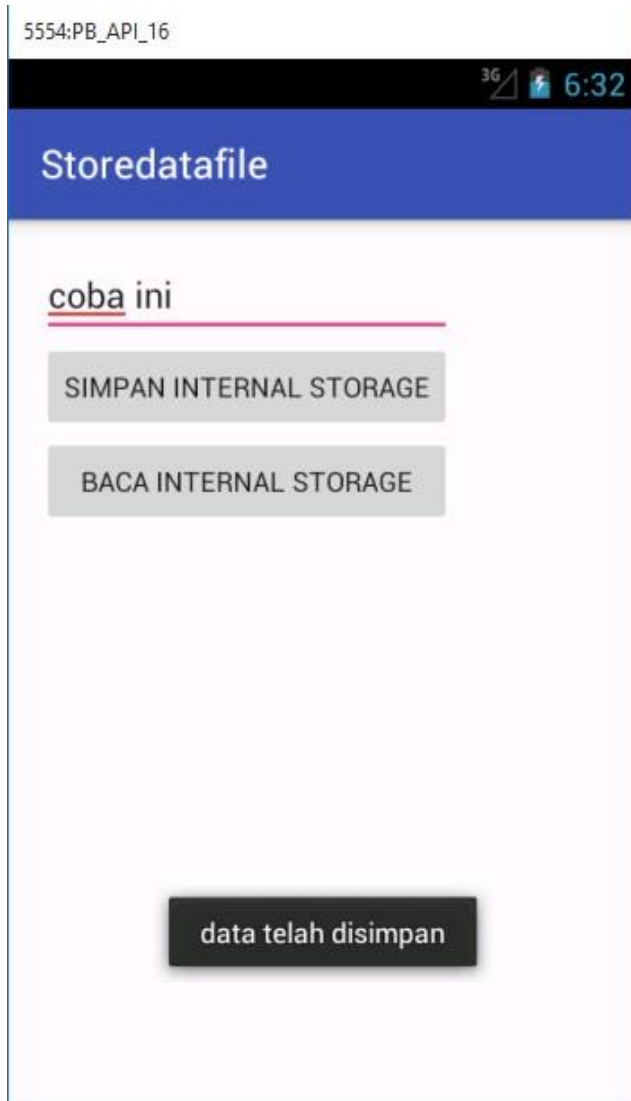 5554:PB_API_16
3G 6:32
Storedatafile
coba ini
SIMPAN INTERNAL STORAGE
BACA INTERNAL STORAGE
data telah disimpan